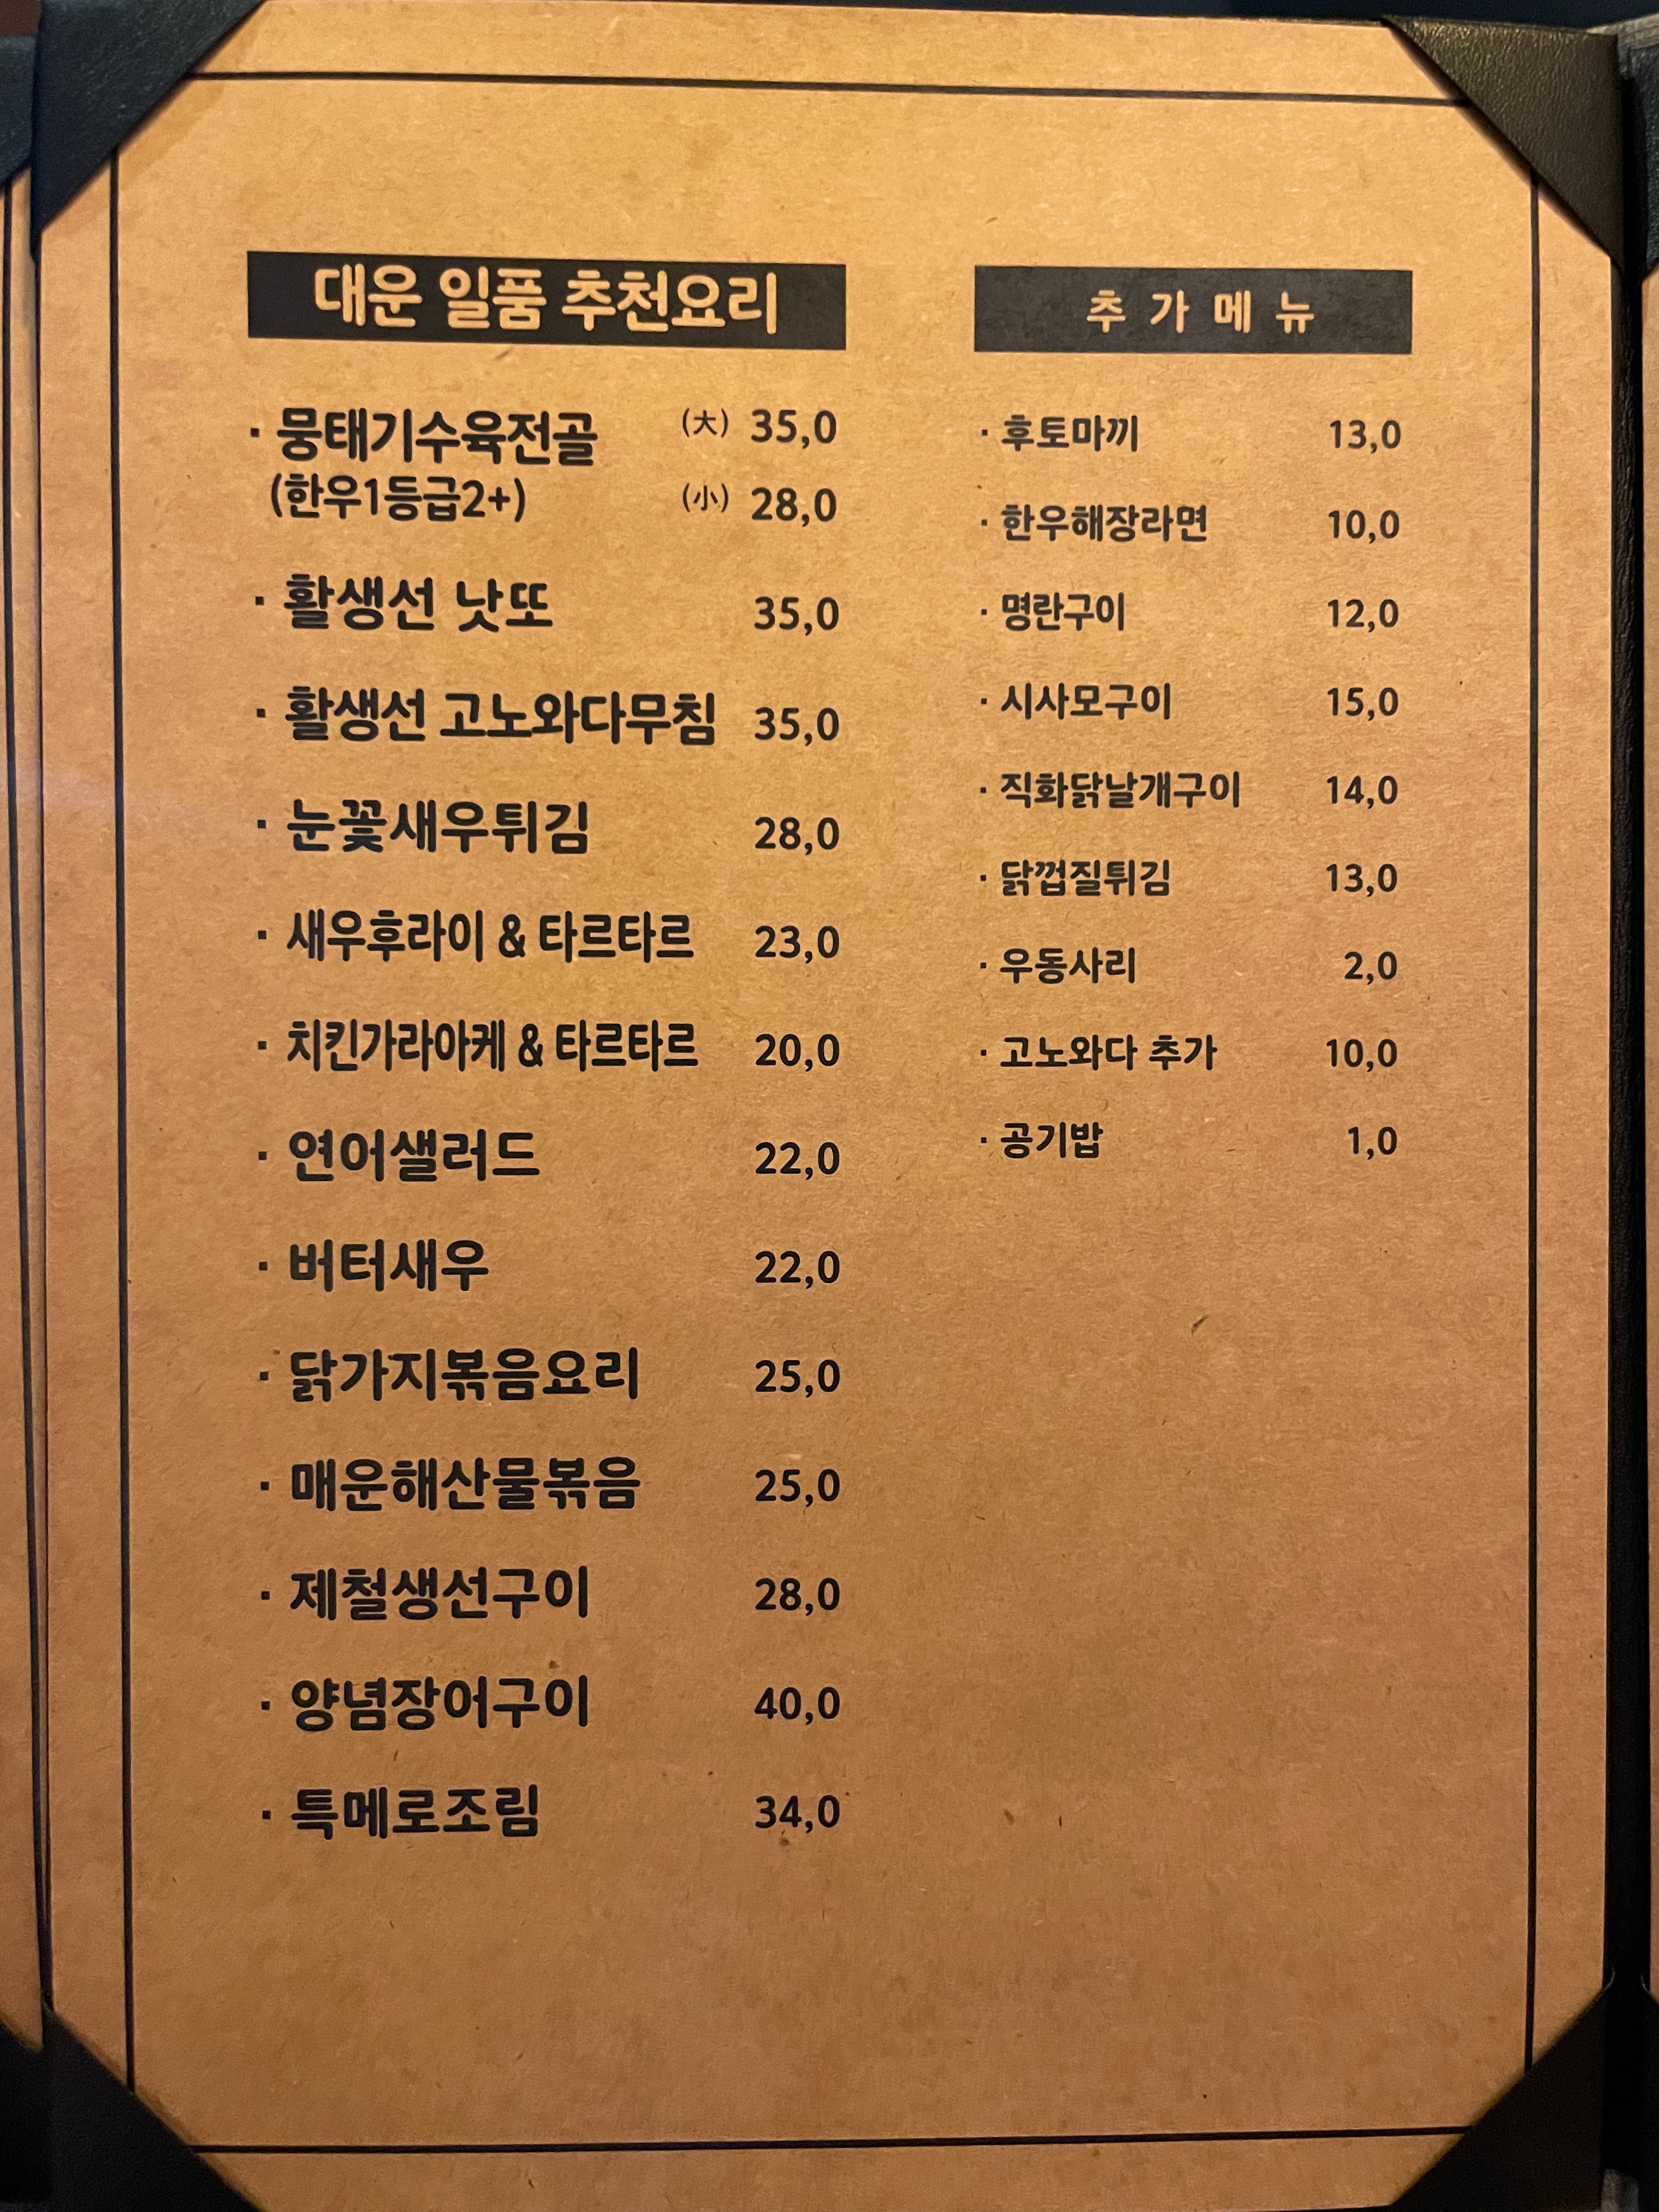 대운 일품 추천요리
· 뭉태기수육전골 (大) 35,0
(한우1등급2+) (小) 28,0
· 활생선 낫또 35,0
· 활생선 고노와다무침 35,0
· 눈꽃새우튀김 28,0
· 새우후라이 & 타르타르 23,0
· 치킨가라아케 & 타르타르 20,0
· 연어샐러드 22,0
· 버터새우 22,0
· 닭가지볶음요리 25,0
· 매운해산물볶음 25,0
· 제철생선구이 28,0
· 양념장어구이 40,0
· 특메로조림 34,0
추 가 메 뉴
· 후토마끼 13,0
· 한우해장라면 10,0
· 명란구이 12,0
· 시사모구이 15,0
· 직화닭날개구이 14,0
· 닭껍질튀김 13,0
· 우동사리 2,0
· 고노와다 추가 10,0
· 공기밥 1,0